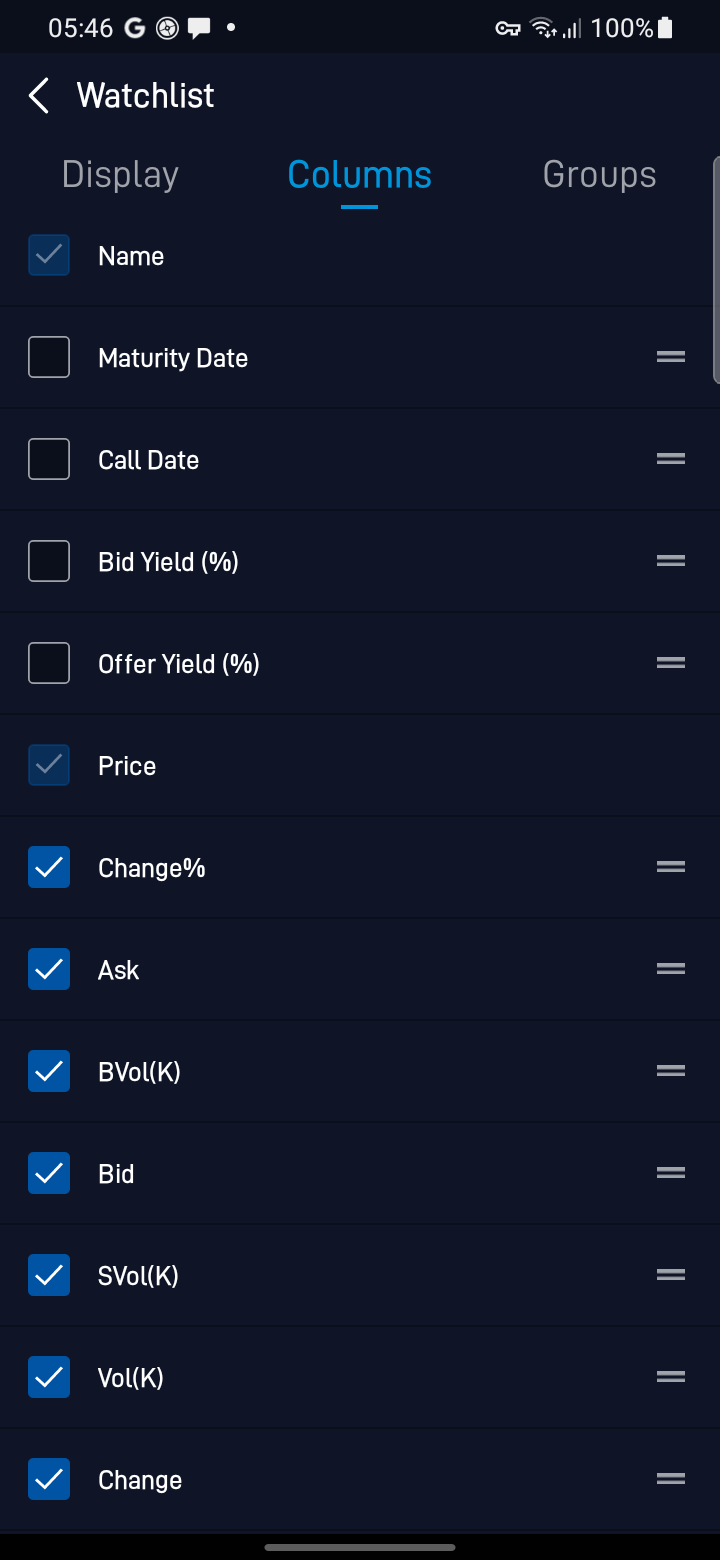 05:46 G 100%
Watchlist
Display Columns Groups
Name
Maturity Date
Call Date
Bid Yield (%)
Offer Yield (%)
Price
Change%
Ask
BVol(K)
Bid
SVol(K)
Vol(K)
Change